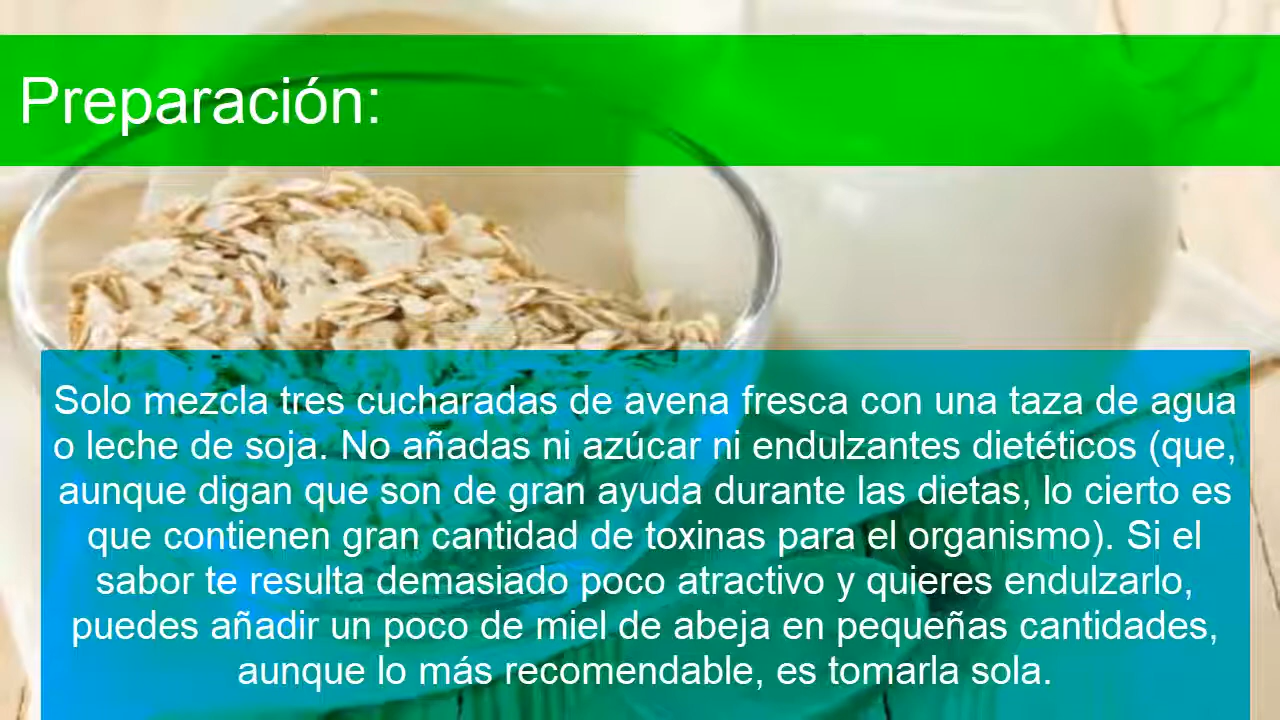 Preparación:
Solo mezcla tres cucharadas de avena fresca con una taza de agua
o leche de soja. No añadas ni azúcar ni endulzantes dietéticos (que,
aunque digan que son de gran ayuda durante las dietas, lo cierto es
que contienen gran cantidad de toxinas para el organismo). Si el
sabor te resulta demasiado poco atractivo y quieres endulzarlo,
puedes añadir un poco de miel de abeja en pequeñas cantidades,
aunque lo más recomendable, es tomarla sola.